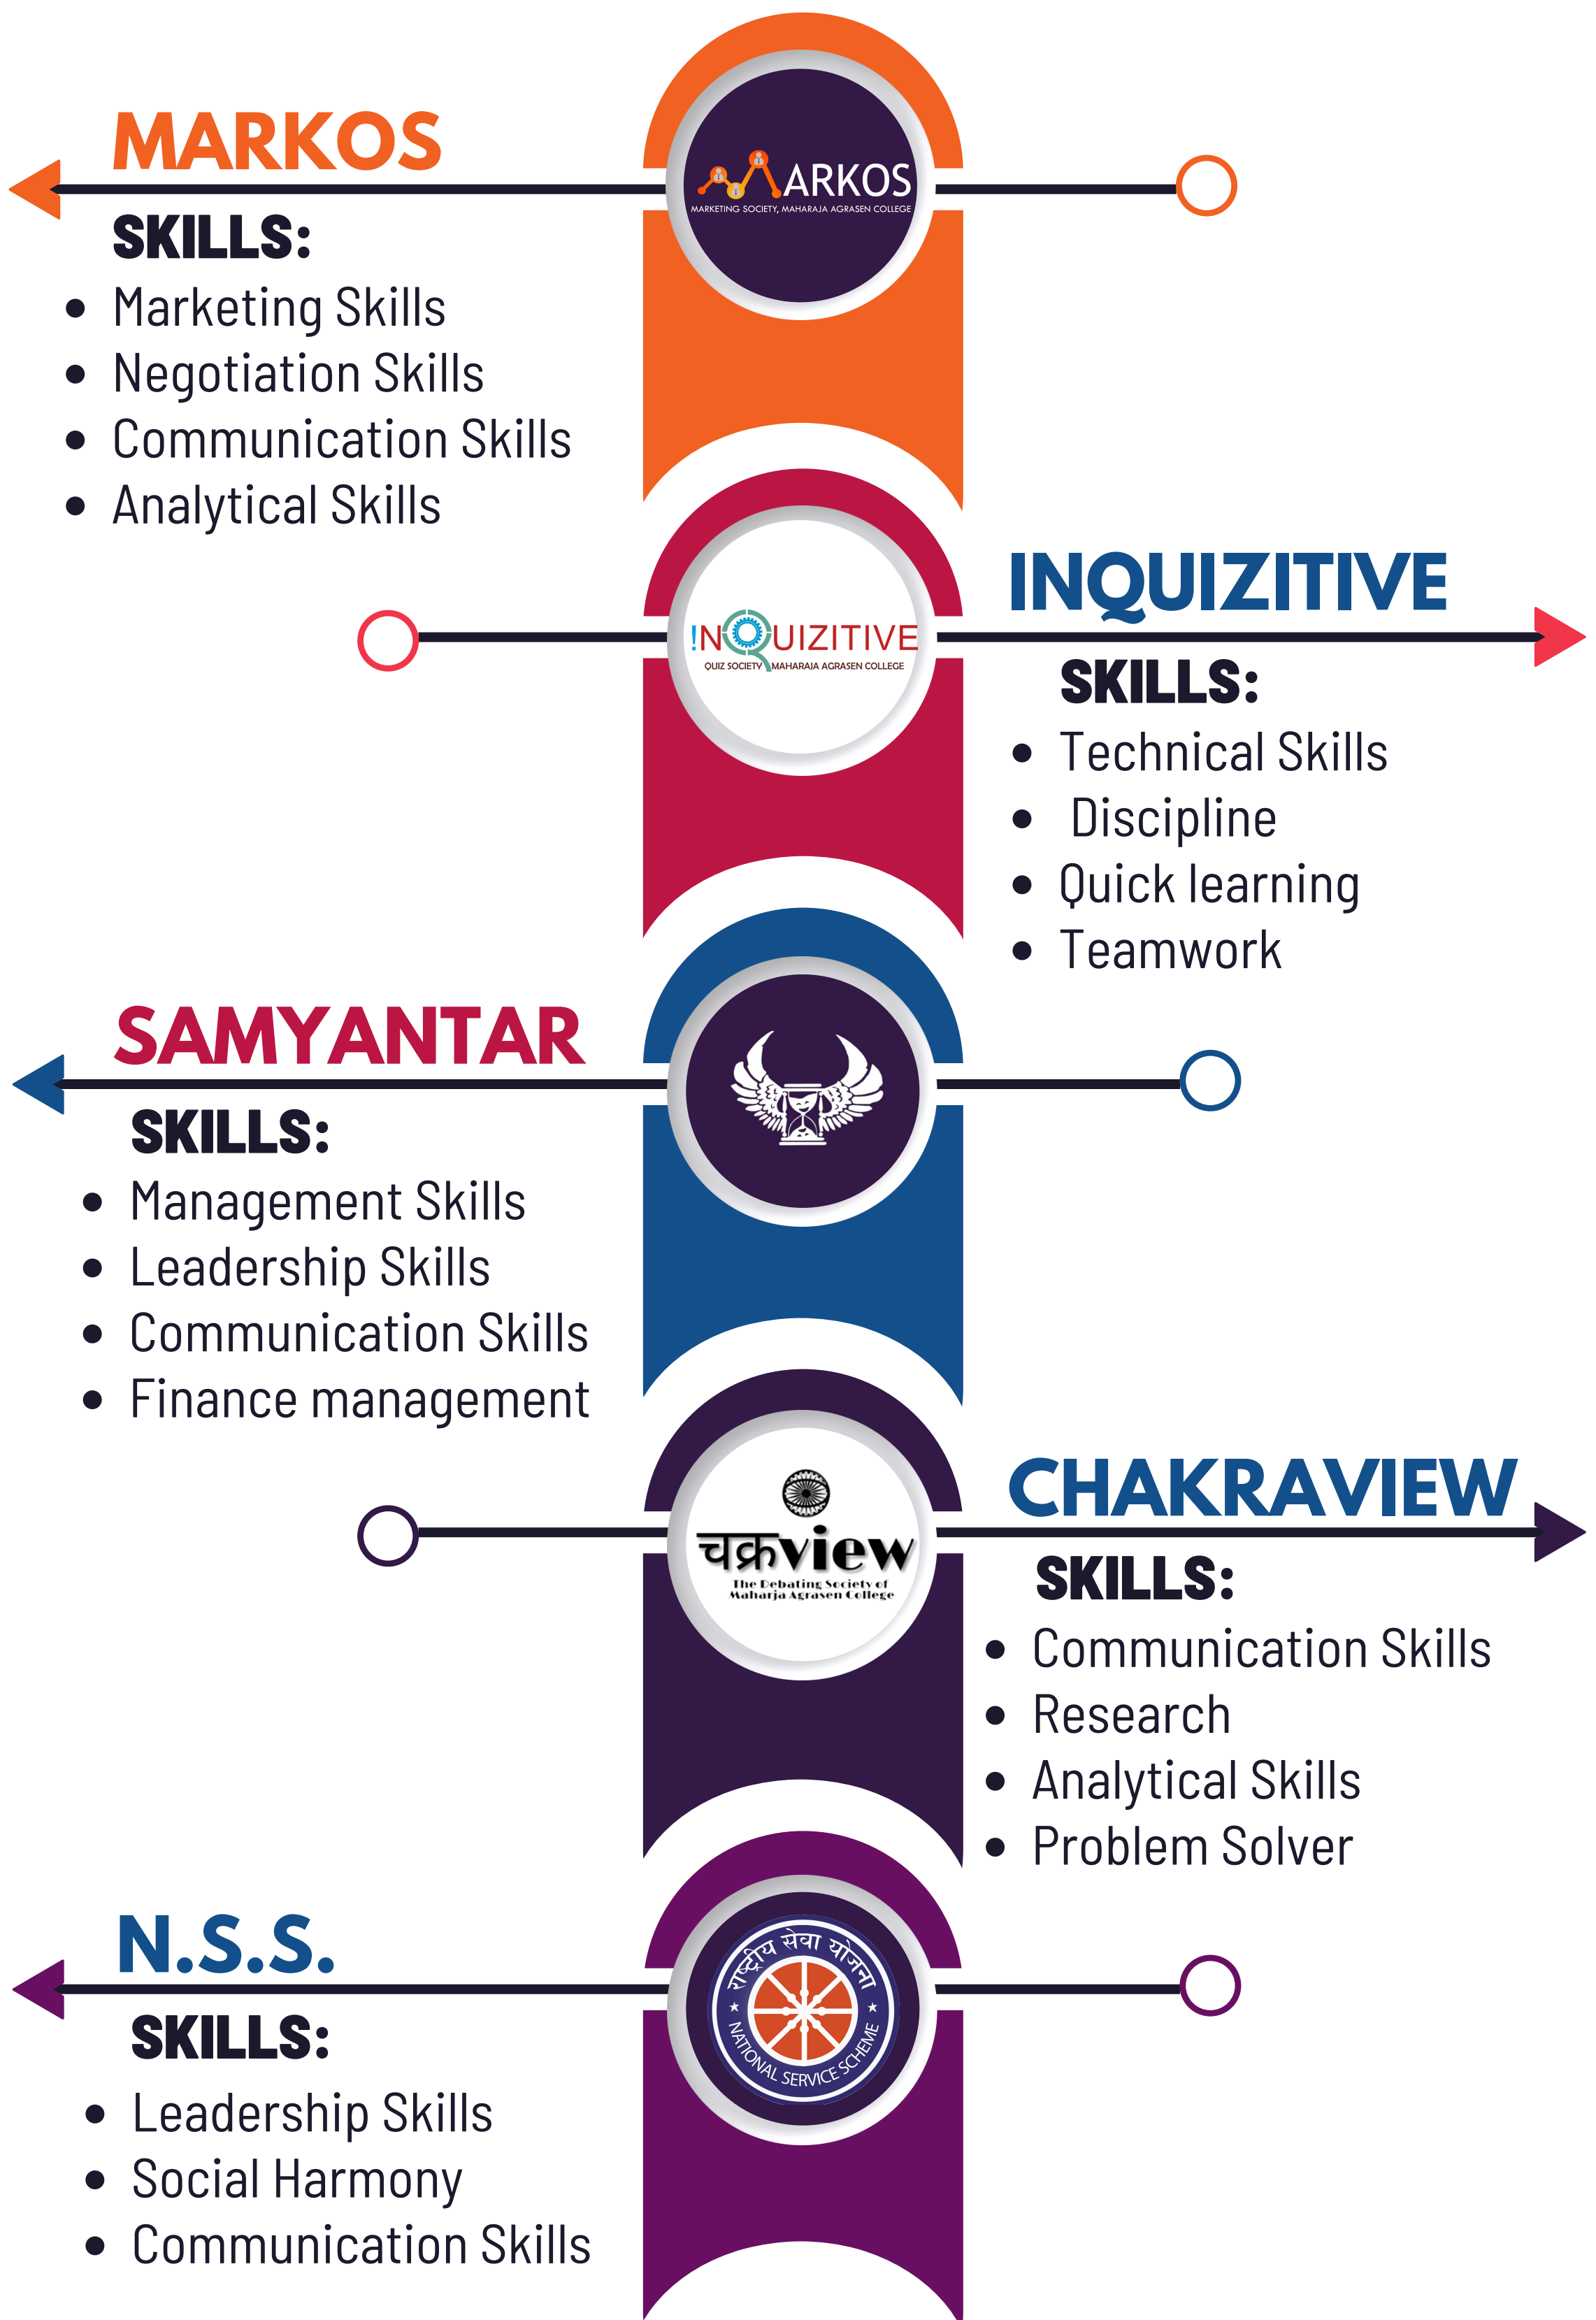 MARKOS
ARKOS
MARKETING SOCIETY, MAHARAJA AGRASEN COLLEGE
SKILLS:
• Marketing Skills
• Negotiation Skills
• Communication Skills
• Analytical Skills
INQUIZITIVE
!NQUIZITIVE
QUIZ SOCIETY MAHARAJA AGRASEN COLLEGE
SKILLS:
• Technical Skills
• Discipline
• Quick learning
• Teamwork
SAMYANTAR
SKILLS:
• Management Skills
• Leadership Skills
• Communication Skills
• Finance management
CHAKRAVIEW
चक्रview
The Debating Society of
Maharja Agrasen College
SKILLS:
• Communication Skills
• Research
• Analytical Skills
• Problem Solver
N.S.S.
राष्ट्रीय सेवा योजना
NATIONAL SERVICE SCHEME
SKILLS:
• Leadership Skills
• Social Harmony
• Communication Skills